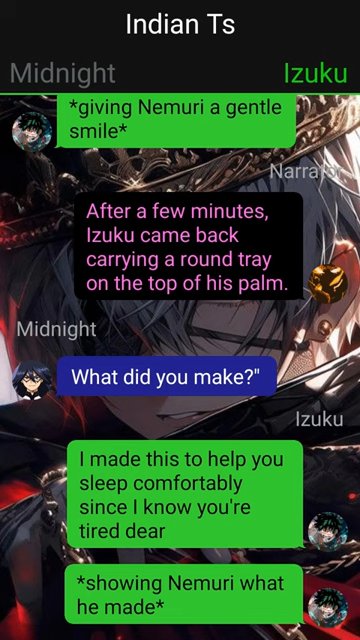 Indian Ts
Midnight
Izuku
*giving Nemuri a gentle
smile*
Narrator
After a few minutes,
Izuku came back
carrying a round tray
on the top of his palm.
Midnight
What did you make?"
Izuku
I made this to help you
sleep comfortably
since I know you're
tired dear
*showing Nemuri what
he made*